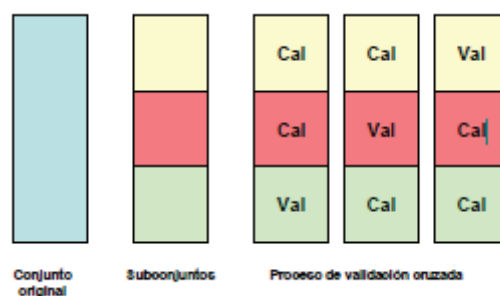 Cal Cal Val
Cal Val Cal
Val Cal Cal
Conjunto
original
Subconjuntos
Proceso de validación cruzada